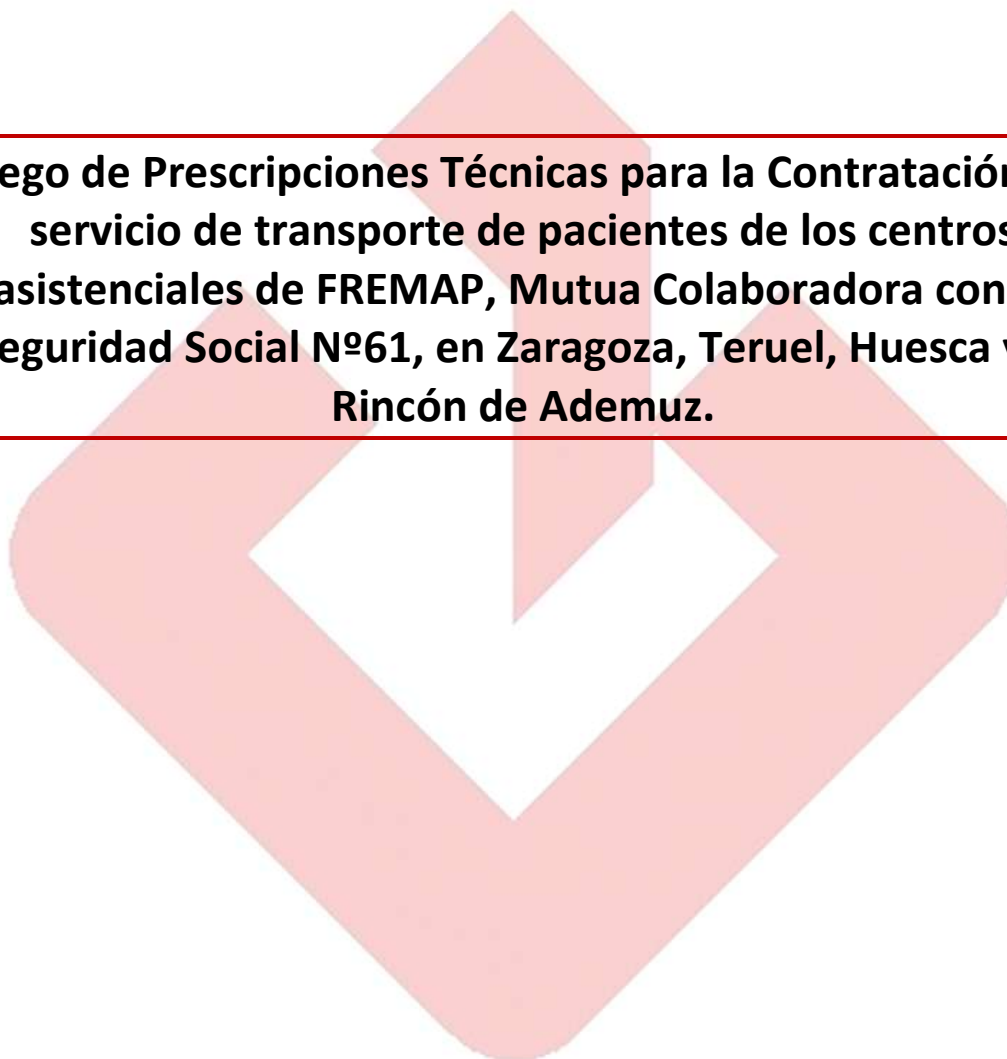 ego de Prescripciones Técnicas para la Contratación
servicio de transporte de pacientes de los centros
asistenciales de FREMAP, Mutua Colaboradora con
eguridad Social Nº61, en Zaragoza, Teruel, Huesca y
Rincón de Ademuz.